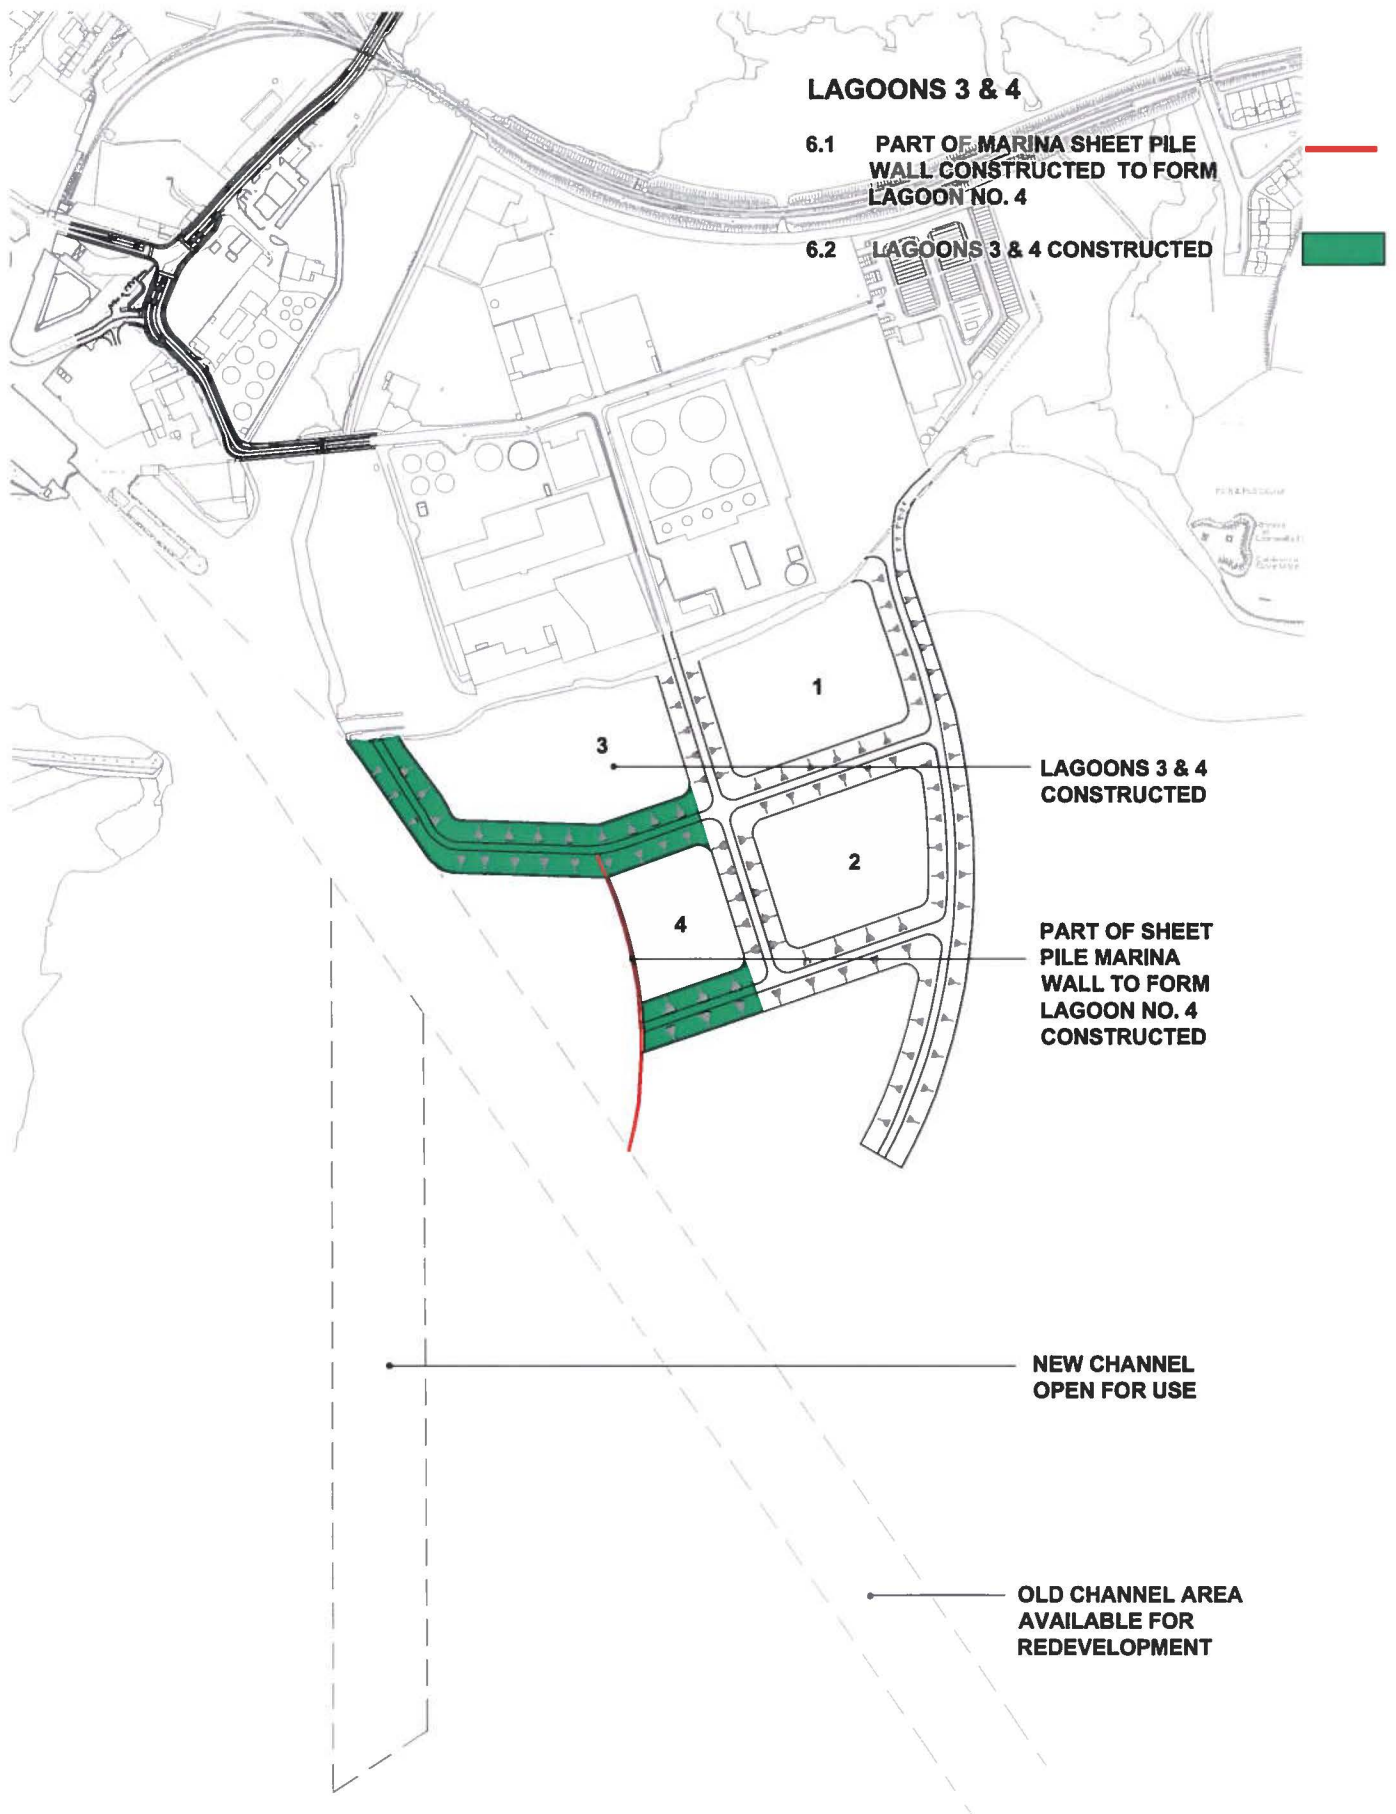 LAGOONS 3 & 4
6.1 PART OF MARINA SHEET PILE
WALL CONSTRUCTED TO FORM
LAGOON NO. 4
6.2 LAGOONS 3 & 4 CONSTRUCTED
1
3
LAGOONS 3 & 4
CONSTRUCTED
2
4
PART OF SHEET
PILE MARINA
WALL TO FORM
LAGOON NO. 4
CONSTRUCTED
NEW CHANNEL
OPEN FOR USE
OLD CHANNEL AREA
AVAILABLE FOR
REDEVELOPMENT